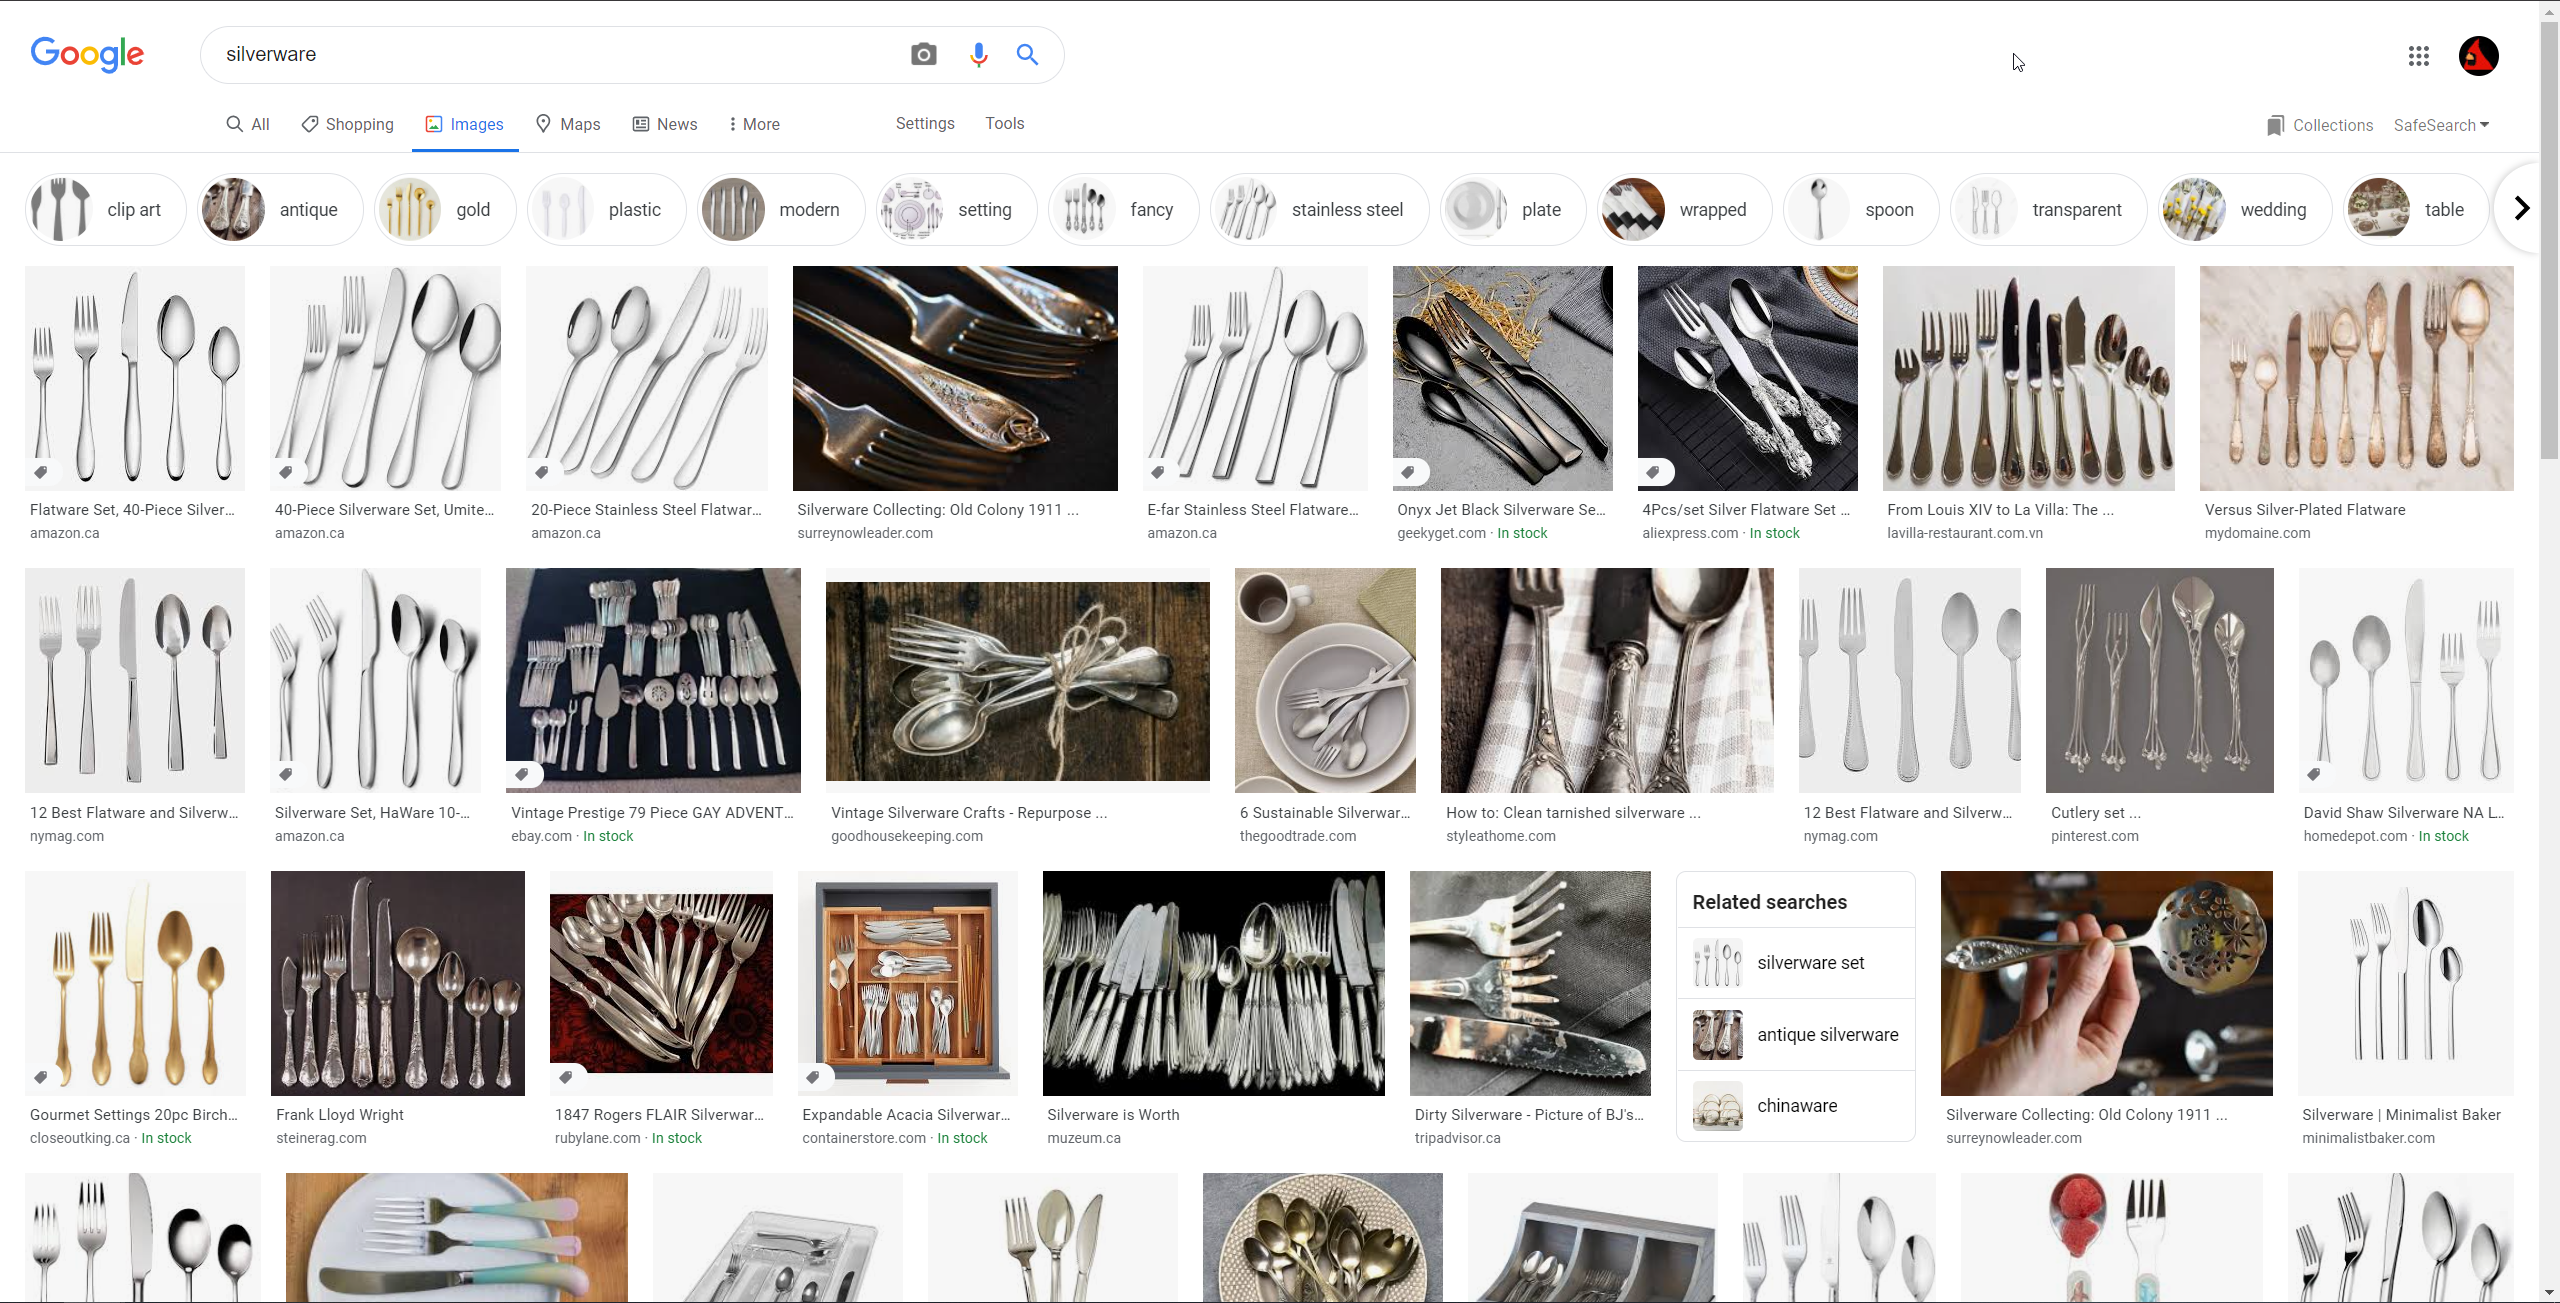 Google
silverware
All
Shopping
Images
Maps
News
More
Settings
Tools
Collections
SafeSearch
clip art
antique
gold
plastic
modern
setting
fancy
stainless steel
plate
wrapped
spoon
transparent
wedding
table
Flatware Set, 40-Piece Silver...
amazon.ca
40-Piece Silverware Set, Umite...
amazon.ca
20-Piece Stainless Steel Flatwar...
amazon.ca
Silverware Collecting: Old Colony 1911 ...
surreynowleader.com
E-far Stainless Steel Flatware...
amazon.ca
Onyx Jet Black Silverware Se...
geekyget.com · In stock
4Pcs/set Silver Flatware Set ...
aliexpress.com · In stock
From Louis XIV to La Villa: The ...
lavilla-restaurant.com.vn
Versus Silver-Plated Flatware
mydomaine.com
12 Best Flatware and Silverw...
nymag.com
Silverware Set, HaWare 10-...
amazon.ca
Vintage Prestige 79 Piece GAY ADVENT...
ebay.com · In stock
Vintage Silverware Crafts - Repurpose ...
goodhousekeeping.com
6 Sustainable Silverwar...
thegoodtrade.com
How to: Clean tarnished silverware ...
styleathome.com
12 Best Flatware and Silverw...
nymag.com
Cutlery set ...
pinterest.com
David Shaw Silverware NA L...
homedepot.com · In stock
Gourmet Settings 20pc Birch...
closeoutking.ca · In stock
Frank Lloyd Wright
steinerag.com
1847 Rogers FLAIR Silverwar...
rubylane.com · In stock
Expandable Acacia Silverwar...
containerstore.com · In stock
Silverware is Worth
muzeum.ca
Dirty Silverware - Picture of BJ's...
tripadvisor.ca
Related searches
silverware set
antique silverware
chinaware
Silverware Collecting: Old Colony 1911 ...
surreynowleader.com
Silverware | Minimalist Baker
minimalistbaker.com